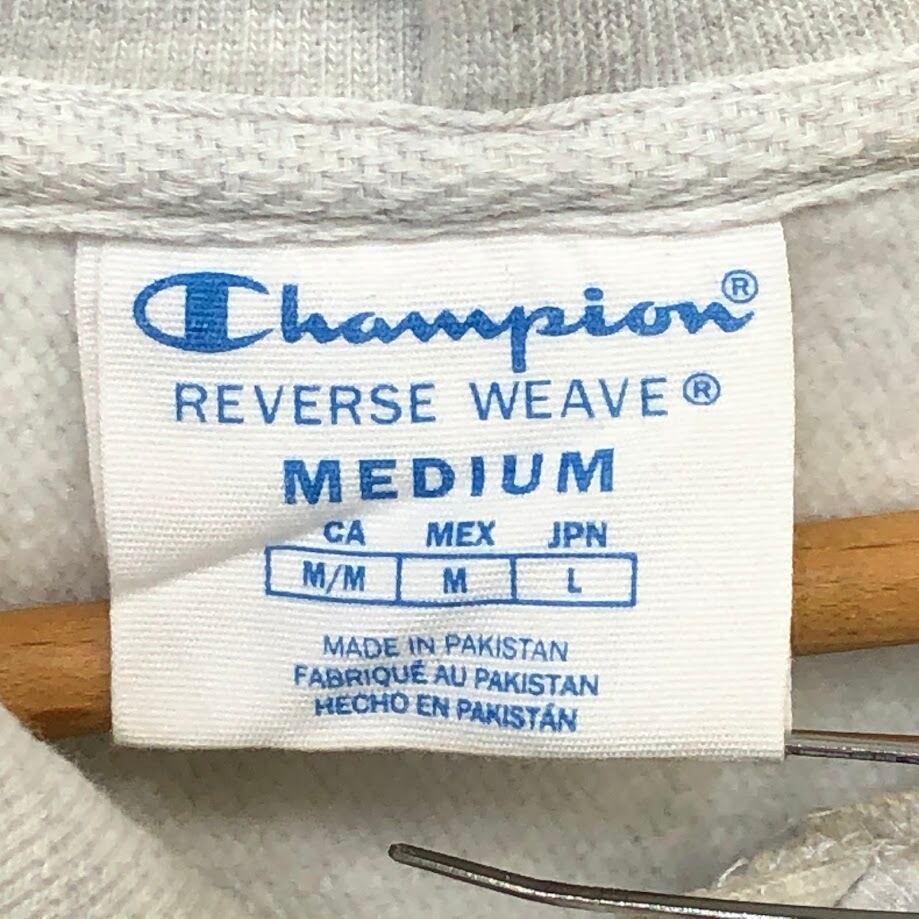 Champion®
REVERSE WEAVE®
MEDIUM
CA MEX JPN
M/M M L
MADE IN PAKISTAN
FABRIQUÉ AU PAKISTAN
HECHO EN PAKISTÁN